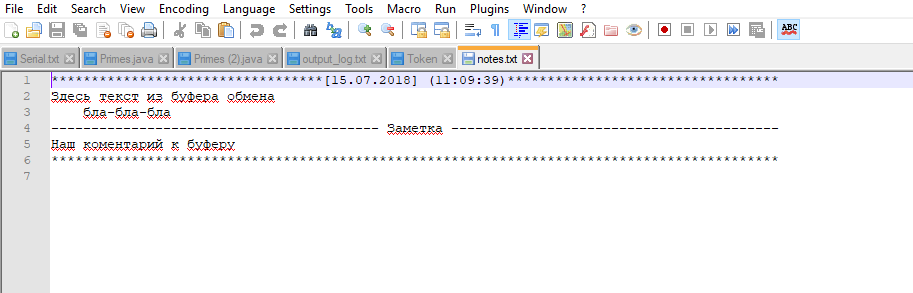 File Edit Search View Encoding Language Settings Tools Macro Run Plugins Window ?
ABC
Serial.txt Primes.java Primes (2).java output_log.txt Token notes.txt
1 **********************************[15.07.2018] (11:09:39)**********************************
2 Здесь текст из буфера обмена
3 бла-бла-бла
4 ----------------------------------------- Заметка -----------------------------------------
5 Наш коментарий к буферу
6 *******************************************************************************************
7